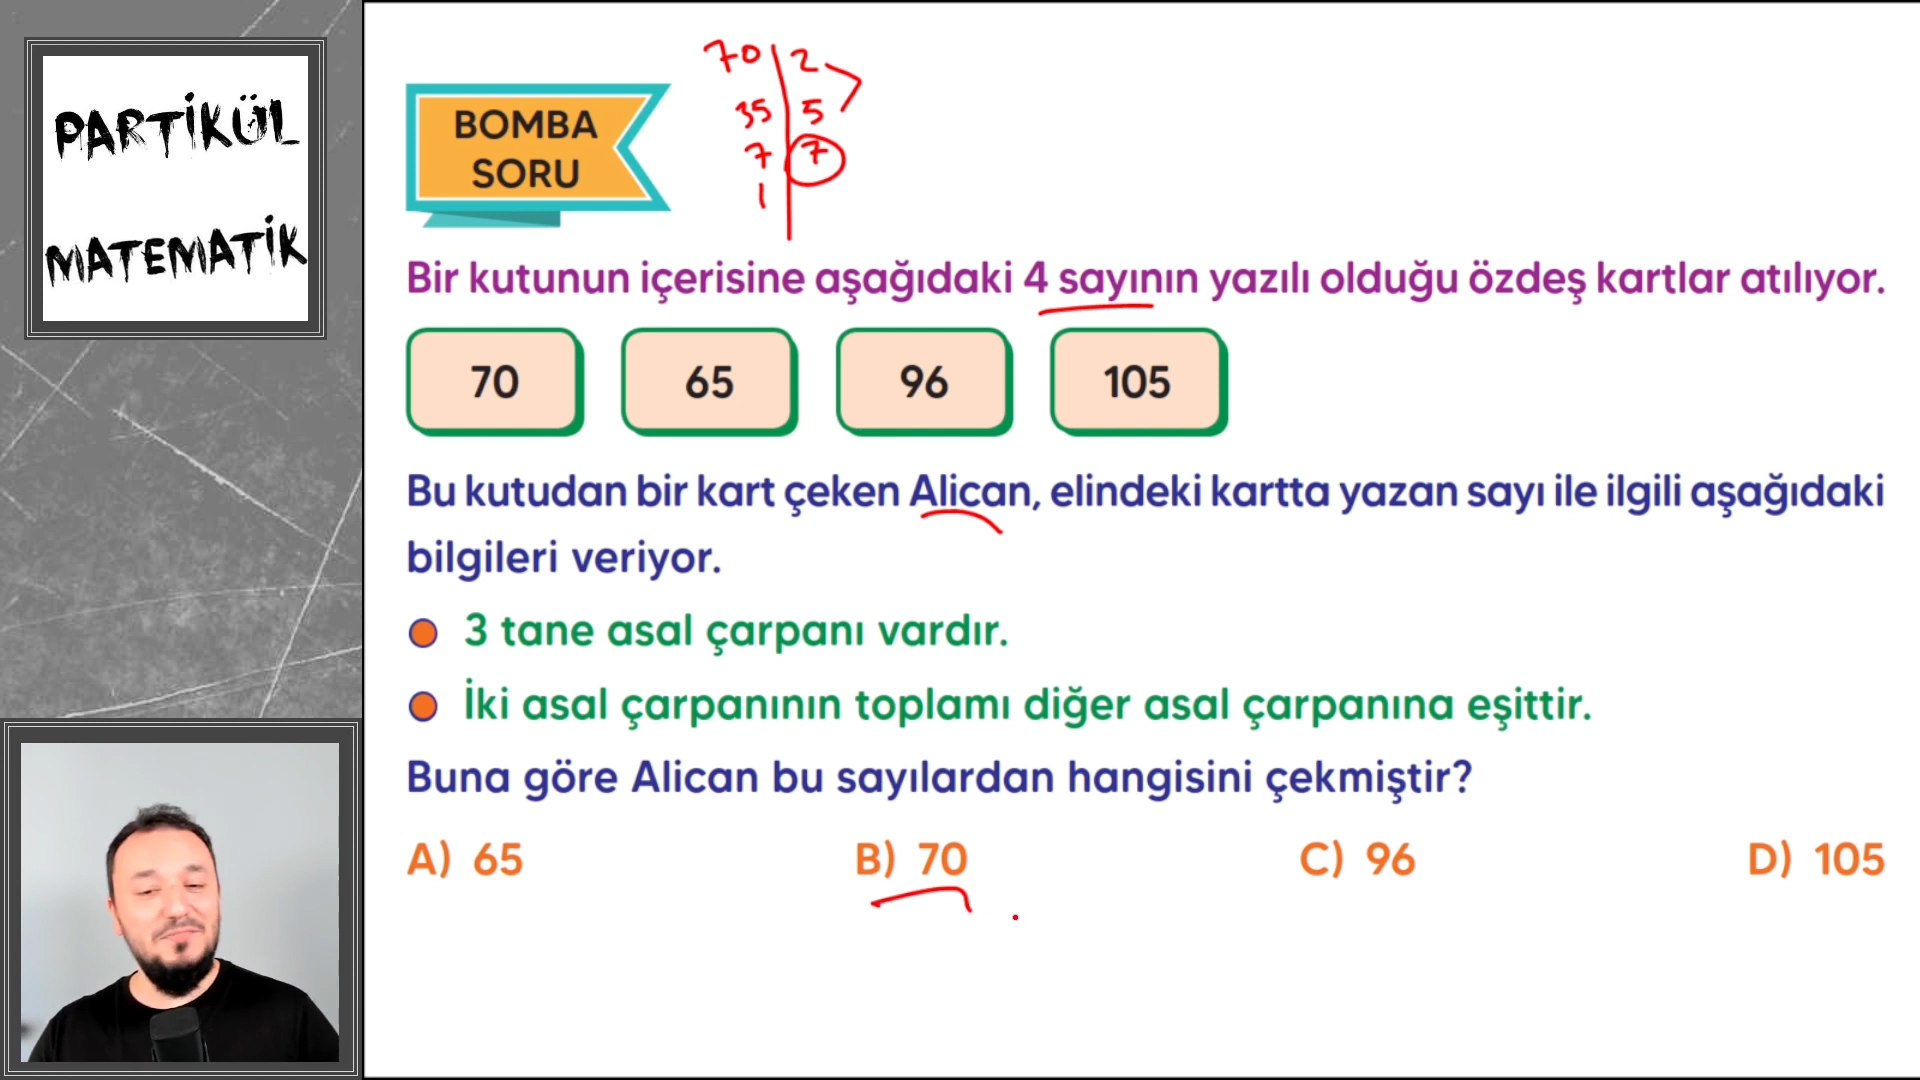 PARTİKÜL
MATEMATİK
BOMBA
SORU
70 2
35 5
7 7
1
Bir kutunun içerisine aşağıdaki 4 sayının yazılı olduğu özdeş kartlar atılıyor.
70 65 96 105
Bu kutudan bir kart çeken Alican, elindeki kartta yazan sayı ile ilgili aşağıdaki
bilgileri veriyor.
3 tane asal çarpanı vardır.
İki asal çarpanının toplamı diğer asal çarpanına eşittir.
Buna göre Alican bu sayılardan hangisini çekmiştir?
A) 65 B) 70 C) 96 D) 105